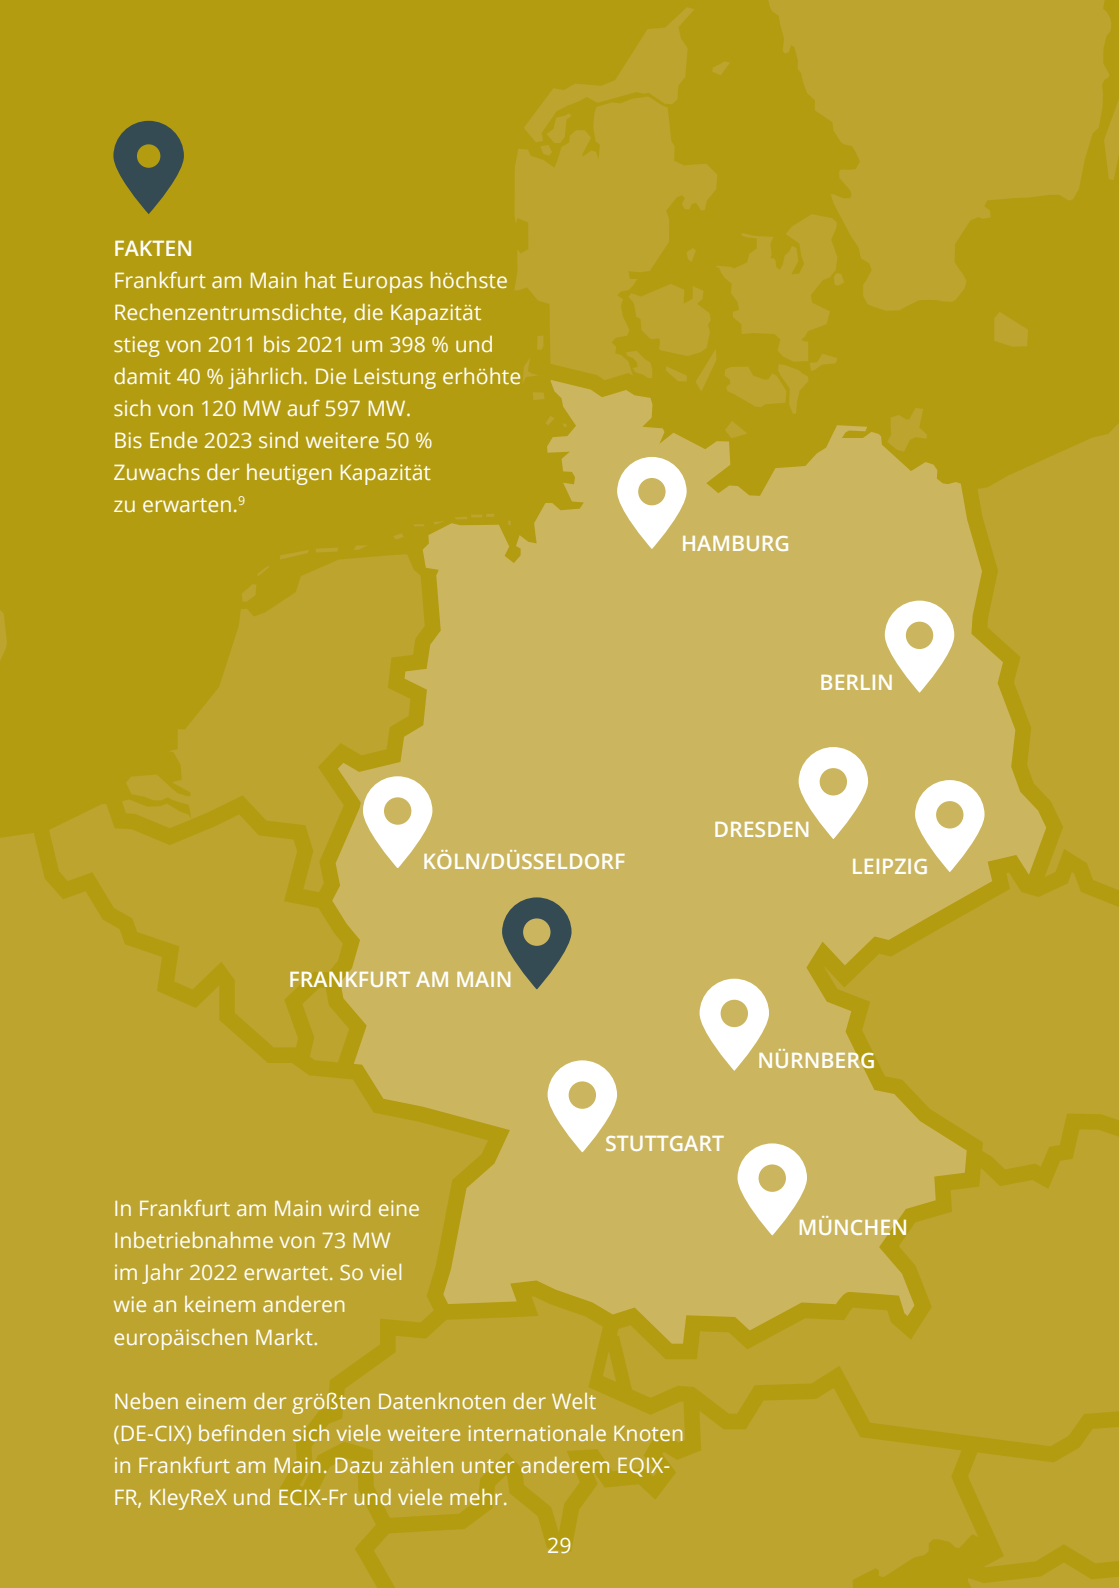 FAKTEN
Frankfurt am Main hat Europas höchste
Rechenzentrumsdichte, die Kapazität
stieg von 2011 bis 2021 um 398 % und
damit 40 % jährlich. Die Leistung erhöhte
sich von 120 MW auf 597 MW.
Bis Ende 2023 sind weitere 50 %
Zuwachs der heutigen Kapazität
zu erwarten.⁹
HAMBURG
BERLIN
DRESDEN
LEIPZIG
KÖLN/DÜSSELDORF
FRANKFURT AM MAIN
NÜRNBERG
STUTTGART
MÜNCHEN
In Frankfurt am Main wird eine
Inbetriebnahme von 73 MW
im Jahr 2022 erwartet. So viel
wie an keinem anderen
europäischen Markt.
Neben einem der größten Datenknoten der Welt
(DE-CIX) befinden sich viele weitere internationale Knoten
in Frankfurt am Main. Dazu zählen unter anderem EQIX-
FR, KleyReX und ECIX-Fr und viele mehr.
29